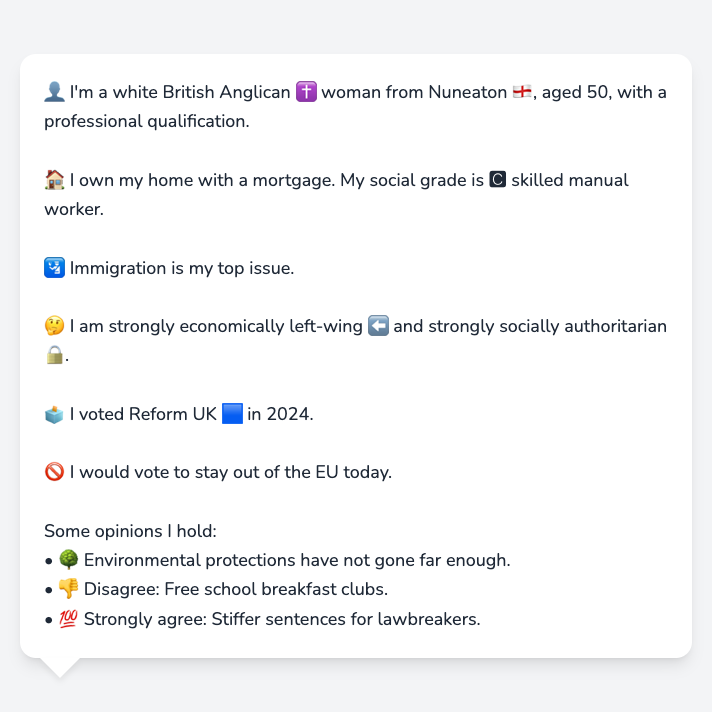 👤 I'm a white British Anglican ✝️ woman from Nuneaton 🏴󠁧󠁢󠁥󠁮󠁧󠁿, aged 50, with a
professional qualification.
🏠 I own my home with a mortgage. My social grade is 🅲 skilled manual
worker.
🛂 Immigration is my top issue.
🤔 I am strongly economically left-wing ⬅️ and strongly socially authoritarian
🔒.
🗳️ I voted Reform UK 🟦 in 2024.
🚫 I would vote to stay out of the EU today.
Some opinions I hold:
• 🌳 Environmental protections have not gone far enough.
• 👎 Disagree: Free school breakfast clubs.
• 💯 Strongly agree: Stiffer sentences for lawbreakers.